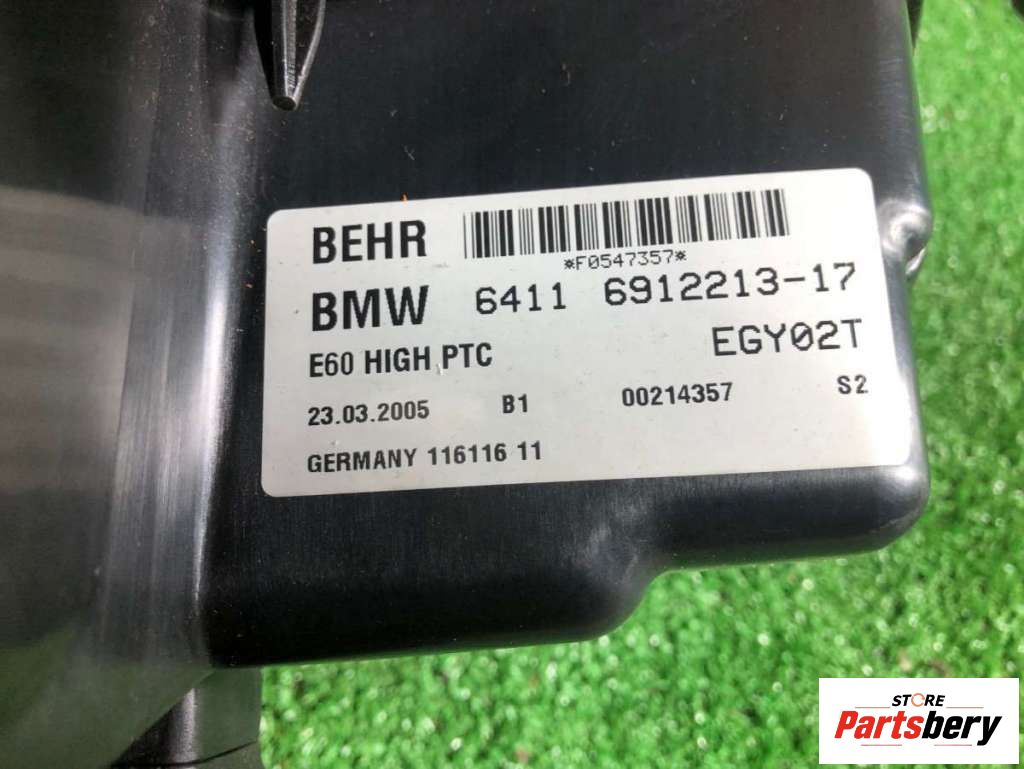 BEHR
*F0547357*
BMW 6411 6912213-17
E60 HIGH PTC EGY02T
23.03.2005 B1 00214357 S2
GERMANY 116116 11
STORE
Partsbery